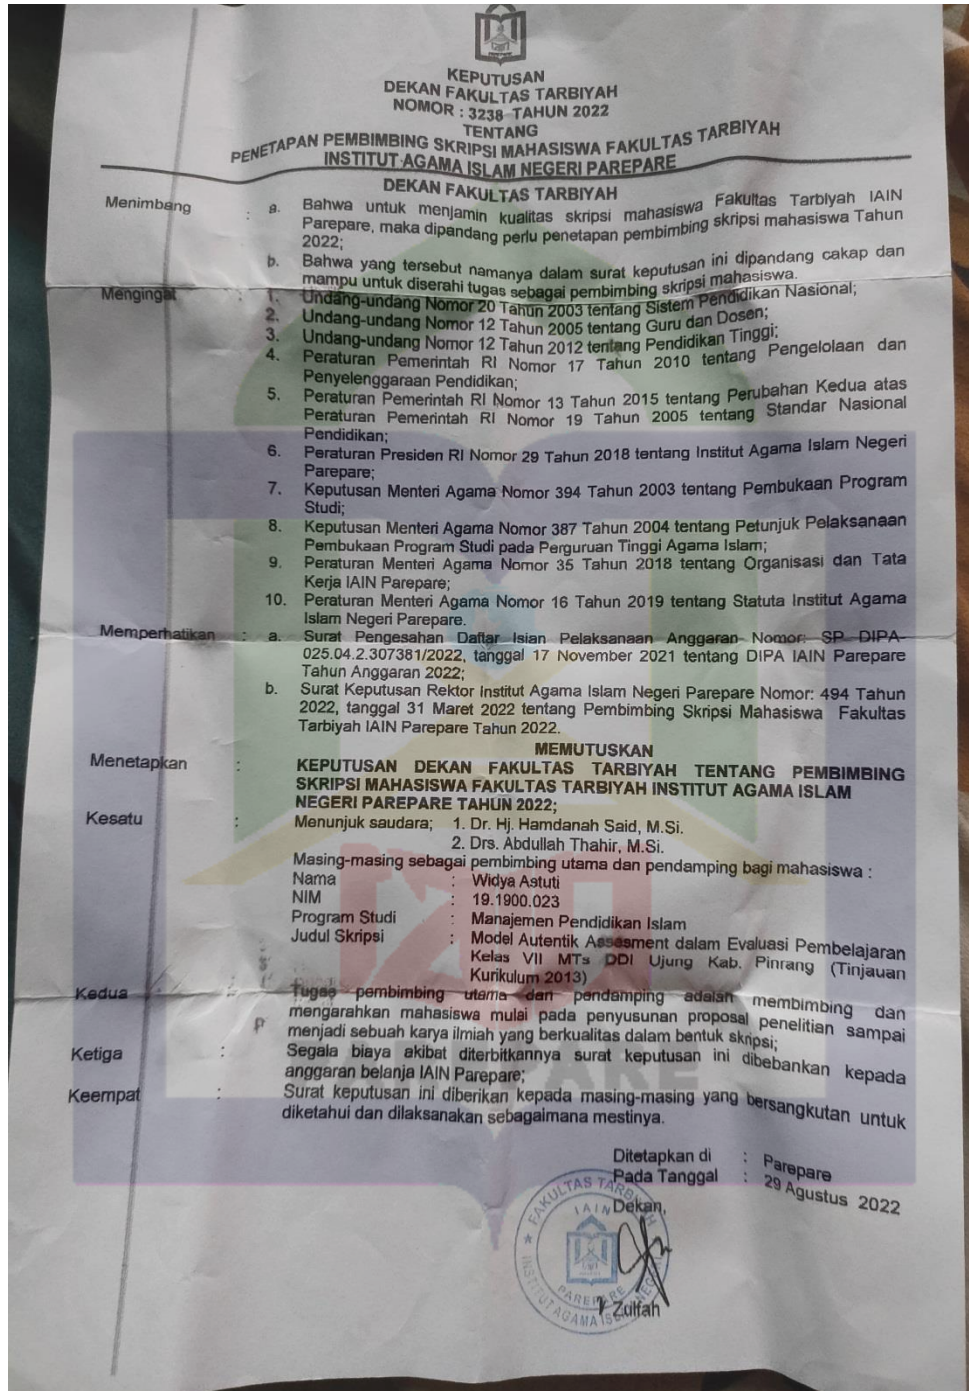 PAREPARE
KEPUTUSAN
DEKAN FAKULTAS TARBIYAH
NOMOR : 3238 TAHUN 2022
TENTANG
PENETAPAN PEMBIMBING SKRIPSI MAHASISWA FAKULTAS TARBIYAH
INSTITUT AGAMA ISLAM NEGERI PAREPARE
DEKAN FAKULTAS TARBIYAH
Menimbang : a. Bahwa untuk menjamin kualitas skripsi mahasiswa Fakultas Tarbiyah IAIN
Parepare, maka dipandang perlu penetapan pembimbing skripsi mahasiswa Tahun
2022;
b. Bahwa yang tersebut namanya dalam surat keputusan ini dipandang cakap dan
mampu untuk diserahi tugas sebagai pembimbing skripsi mahasiswa.
Mengingat : 1. Undang-undang Nomor 20 Tahun 2003 tentang Sistem Pendidikan Nasional;
2. Undang-undang Nomor 12 Tahun 2005 tentang Guru dan Dosen;
3. Undang-undang Nomor 12 Tahun 2012 tentang Pendidikan Tinggi;
4. Peraturan Pemerintah RI Nomor 17 Tahun 2010 tentang Pengelolaan dan
Penyelenggaraan Pendidikan;
5. Peraturan Pemerintah RI Nomor 13 Tahun 2015 tentang Perubahan Kedua atas
Peraturan Pemerintah RI Nomor 19 Tahun 2005 tentang Standar Nasional
Pendidikan;
6. Peraturan Presiden RI Nomor 29 Tahun 2018 tentang Institut Agama Islam Negeri
Parepare;
7. Keputusan Menteri Agama Nomor 394 Tahun 2003 tentang Pembukaan Program
Studi;
8. Keputusan Menteri Agama Nomor 387 Tahun 2004 tentang Petunjuk Pelaksanaan
Pembukaan Program Studi pada Perguruan Tinggi Agama Islam;
9. Peraturan Menteri Agama Nomor 35 Tahun 2018 tentang Organisasi dan Tata
Kerja IAIN Parepare;
10. Peraturan Menteri Agama Nomor 16 Tahun 2019 tentang Statuta Institut Agama
Islam Negeri Parepare.
Memperhatikan : a. Surat Pengesahan Daftar Isian Pelaksanaan Anggaran Nomor: SP DIPA-
025.04.2.307381/2022, tanggal 17 November 2021 tentang DIPA IAIN Parepare
Tahun Anggaran 2022;
b. Surat Keputusan Rektor Institut Agama Islam Negeri Parepare Nomor: 494 Tahun
2022, tanggal 31 Maret 2022 tentang Pembimbing Skripsi Mahasiswa Fakultas
Tarbiyah IAIN Parepare Tahun 2022.
MEMUTUSKAN
Menetapkan : KEPUTUSAN DEKAN FAKULTAS TARBIYAH TENTANG PEMBIMBING
SKRIPSI MAHASISWA FAKULTAS TARBIYAH INSTITUT AGAMA ISLAM
NEGERI PAREPARE TAHUN 2022;
Kesatu : Menunjuk saudara; 1. Dr. Hj. Hamdanah Said, M.Si.
2. Drs. Abdullah Thahir, M.Si.
Masing-masing sebagai pembimbing utama dan pendamping bagi mahasiswa :
Nama : Widya Astuti
NIM : 19.1900.023
Program Studi : Manajemen Pendidikan Islam
Judul Skripsi : Model Autentik Assesment dalam Evaluasi Pembelajaran
Kelas VII MTs DDI Ujung Kab. Pinrang (Tinjauan
Kurikulum 2013)
Kedua : Tugas pembimbing utama dan pendamping adalah membimbing dan
mengarahkan mahasiswa mulai pada penyusunan proposal penelitian sampai
menjadi sebuah karya ilmiah yang berkualitas dalam bentuk skripsi;
Ketiga : Segala biaya akibat diterbitkannya surat keputusan ini dibebankan kepada
anggaran belanja IAIN Parepare;
PAREPARE
Keempat : Surat keputusan ini diberikan kepada masing-masing yang bersangkutan untuk
diketahui dan dilaksanakan sebagaimana mestinya.
Ditetapkan di : Parepare
Pada Tanggal : 29 Agustus 2022
Dekan,
FAKULTAS TARBIYAH
IAIN
PAREPARE
INSTITUT AGAMA ISLAM NEGERI
Zulfah